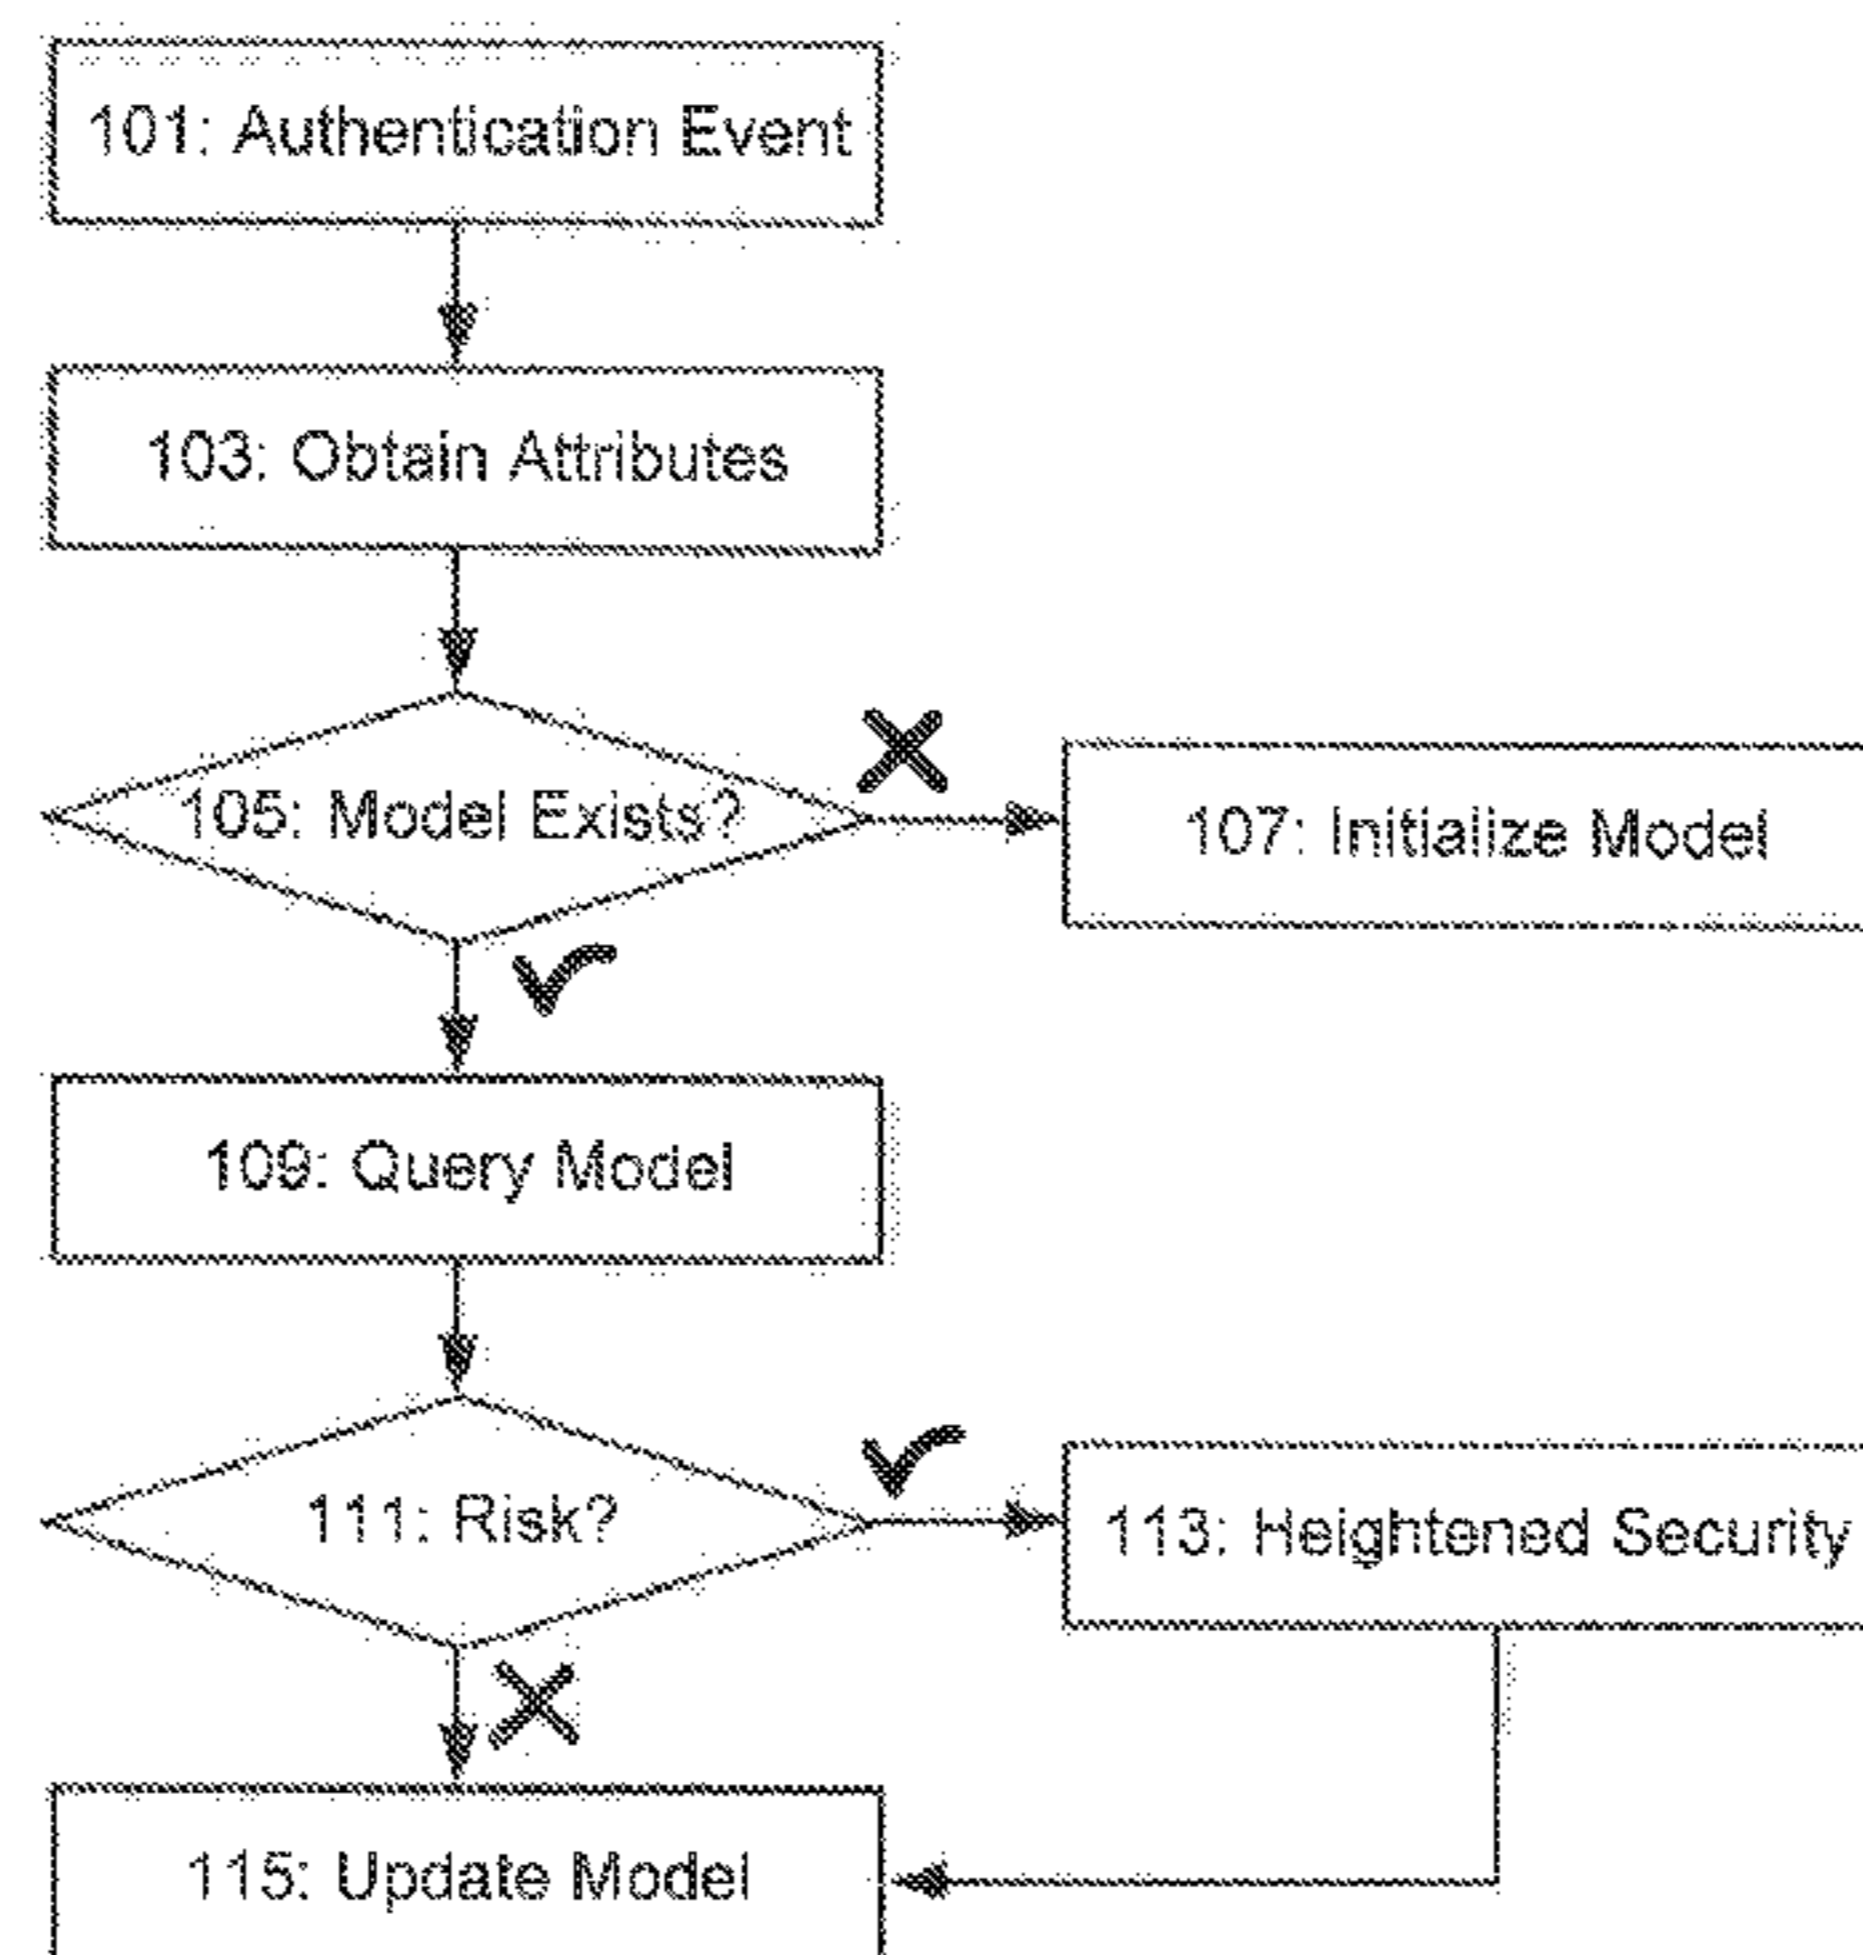 101: Authentication Event
103: Obtain Attributes
105: Model Exists?
107: Initialize Model
109: Query Model
111: Risk?
113: Heightened Security
115: Update Model